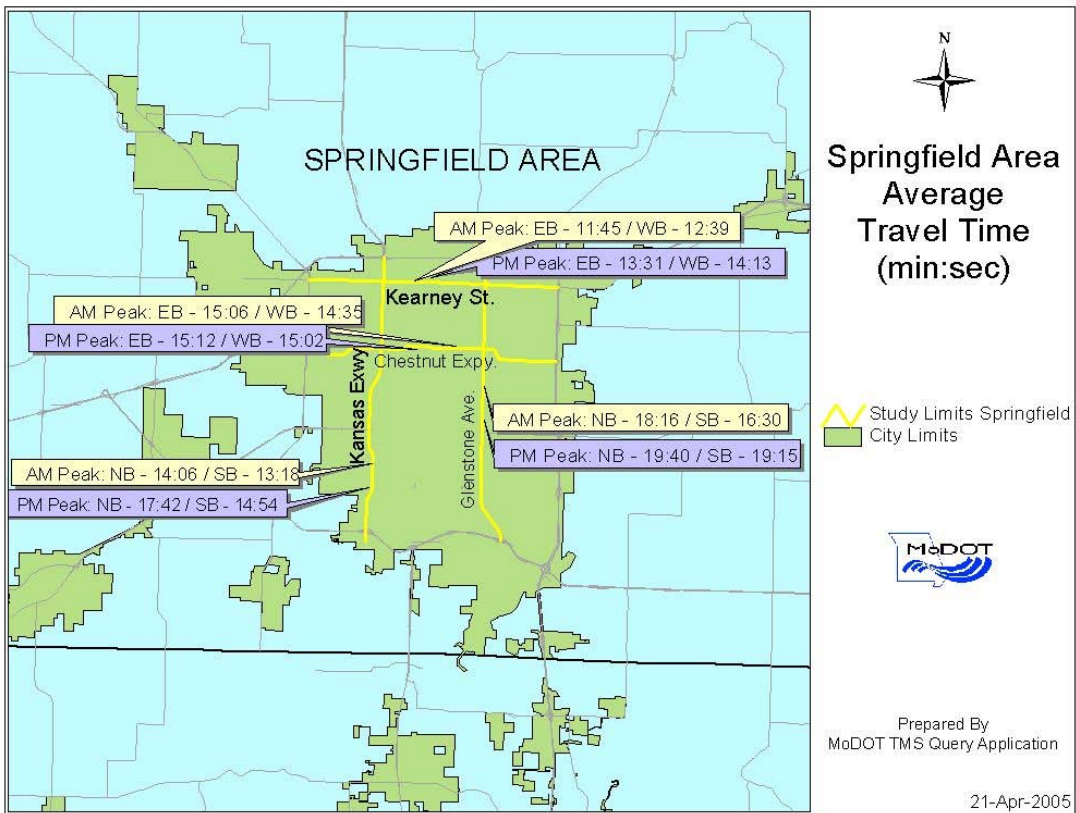 SPRINGFIELD AREA
AM Peak: EB - 11:45 / WB - 12:39
PM Peak: EB - 13:31 / WB - 14:13
Kearney St.
AM Peak: EB - 15:06 / WB - 14:35
PM Peak: EB - 15:12 / WB - 15:02
Chestnut Expy.
Kansas Expwy
Glenstone Ave.
AM Peak: NB - 18:16 / SB - 16:30
PM Peak: NB - 19:40 / SB - 19:15
AM Peak: NB - 14:06 / SB - 13:18
PM Peak: NB - 17:42 / SB - 14:54
N
Springfield Area
Average
Travel Time
(min:sec)
Study Limits Springfield
City Limits
MoDOT
Prepared By
MoDOT TMS Query Application
21-Apr-2005